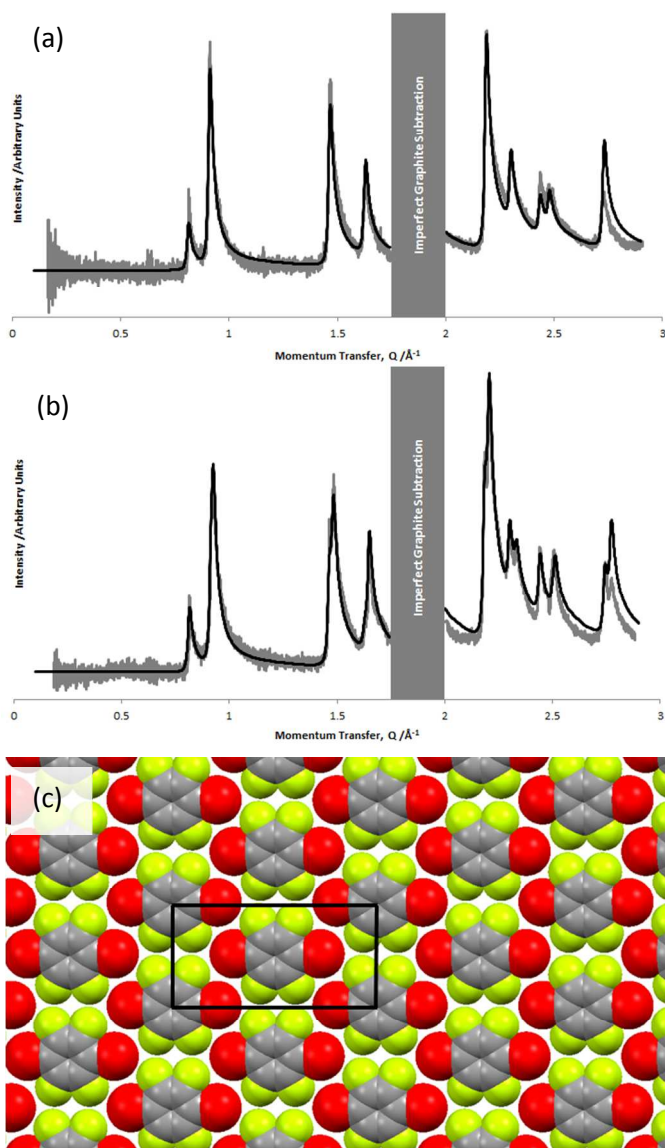 (a)
Intensity /Arbitrary Units
Imperfect Graphite Subtraction
0 0.5 1 1.5 2 2.5 3
Momentum Transfer, Q /Å⁻¹
(b)
Intensity /Arbitrary Units
Imperfect Graphite Subtraction
0 0.5 1 1.5 2 2.5 3
Momentum Transfer, Q /Å⁻¹
(c)